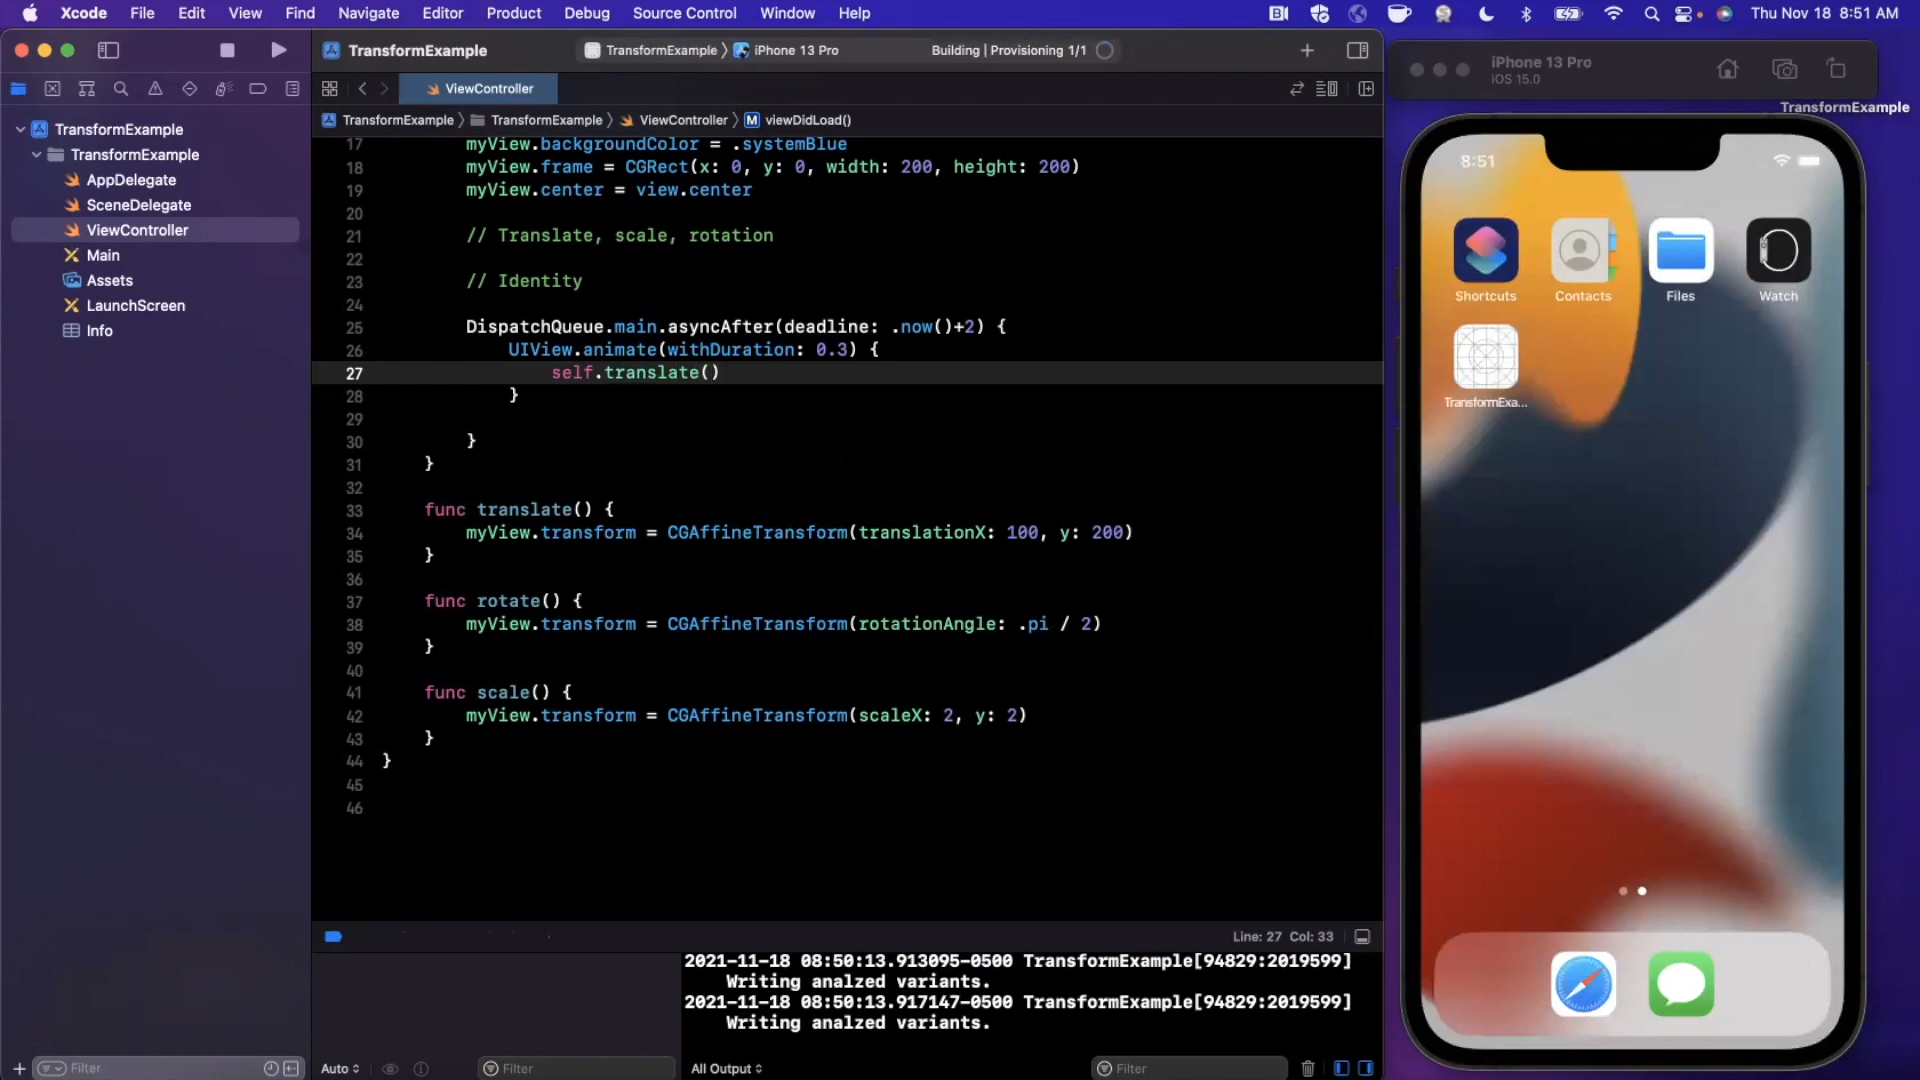 Xcode File Edit View Find Navigate Editor Product Debug Source Control Window Help Thu Nov 18 8:51 AM
TransformExample TransformExample iPhone 13 Pro Building | Provisioning 1/1
iPhone 13 Pro
iOS 15.0
ViewController
TransformExample
TransformExample TransformExample ViewController M viewDidLoad()
TransformExample
TransformExample
AppDelegate
SceneDelegate
ViewController
Main
Assets
LaunchScreen
Info
17 myView.backgroundColor = .systemBlue
18 myView.frame = CGRect(x: 0, y: 0, width: 200, height: 200)
19 myView.center = view.center
20
21 // Translate, scale, rotation
22
23 // Identity
24
25 DispatchQueue.main.asyncAfter(deadline: .now()+2) {
26 UIView.animate(withDuration: 0.3) {
27 self.translate()
28 }
29
30 }
31 }
32
33 func translate() {
34 myView.transform = CGAffineTransform(translationX: 100, y: 200)
35 }
36
37 func rotate() {
38 myView.transform = CGAffineTransform(rotationAngle: .pi / 2)
39 }
40
41 func scale() {
42 myView.transform = CGAffineTransform(scaleX: 2, y: 2)
43 }
44 }
45
46
Line: 27 Col: 33
2021-11-18 08:50:13.913095-0500 TransformExample[94829:2019599]
Writing analzed variants.
2021-11-18 08:50:13.917147-0500 TransformExample[94829:2019599]
Writing analzed variants.
Filter
Auto
Filter
All Output
Filter
8:51
Shortcuts Contacts Files Watch
TransformExa...